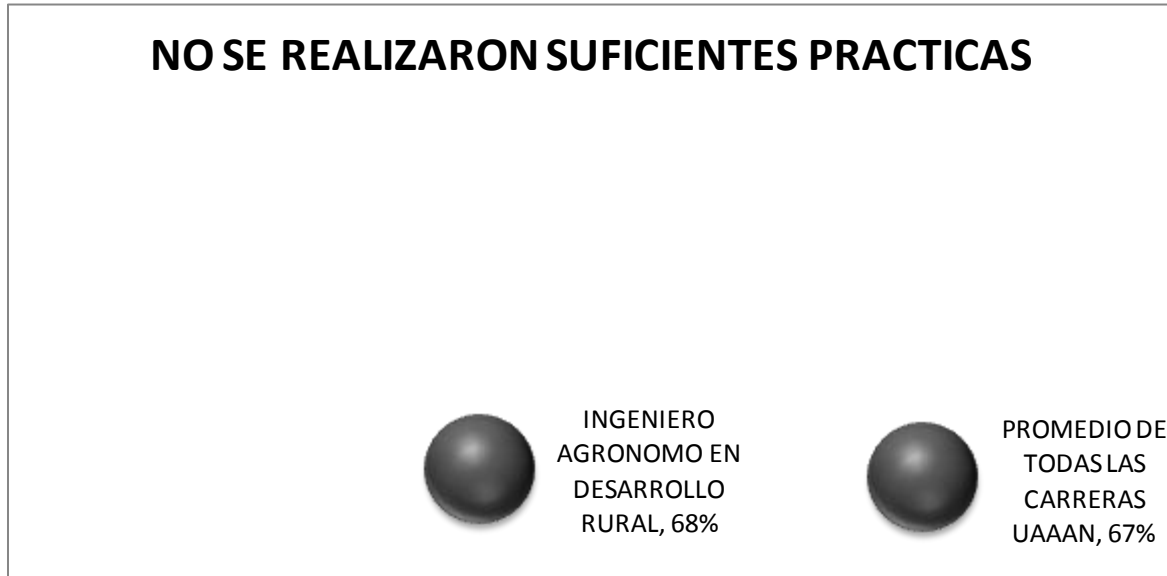 NO SE REALIZARON SUFICIENTES PRACTICAS
INGENIERO
AGRONOMO EN
DESARROLLO
RURAL, 68%
PROMEDIO DE
TODAS LAS
CARRERAS
UAAAN, 67%